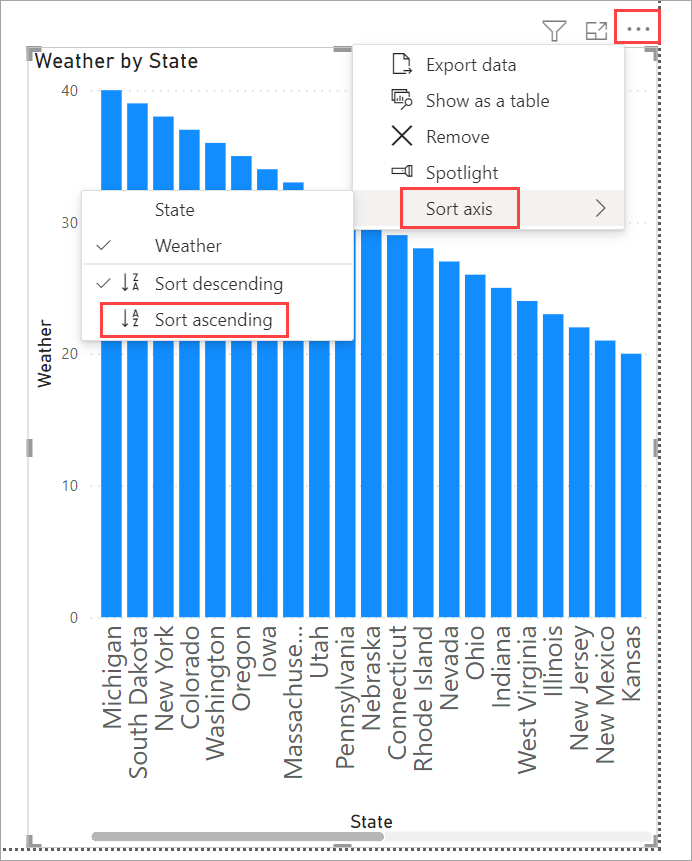 Weather by State
Export data
Show as a table
Remove
Spotlight
Sort axis
State
Weather
Sort descending
Sort ascending
Weather
40
30
20
10
0
Michigan
South Dakota
New York
Colorado
Washington
Oregon
Iowa
Massachuse...
Utah
Pennsylvania
Nebraska
Connecticut
Rhode Island
Nevada
Ohio
Indiana
West Virginia
Illinois
New Jersey
New Mexico
Kansas
State